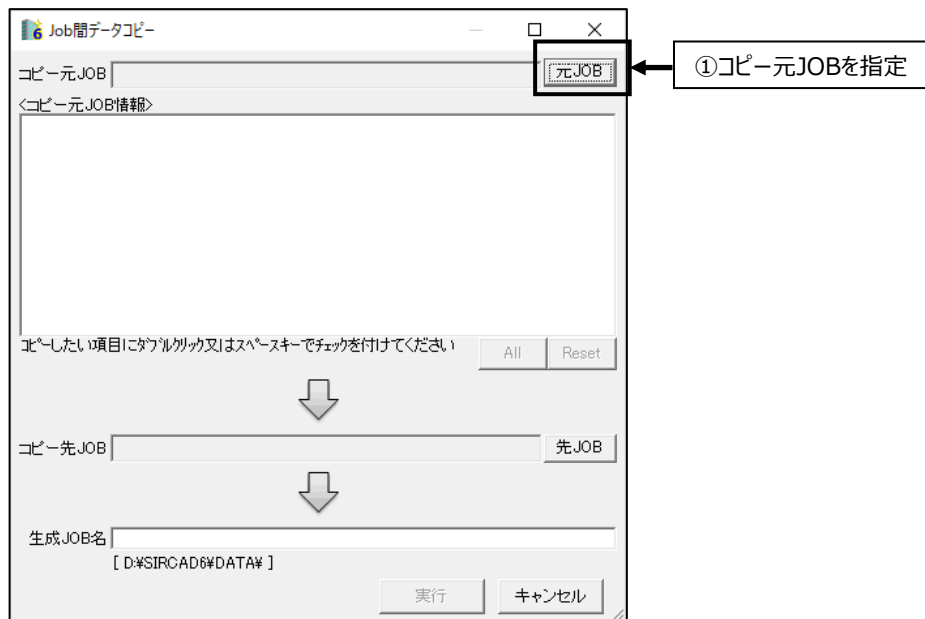 Job間データコピー
コピー元JOB 元JOB ①コピー元JOBを指定
<コピー元JOB情報>
コピーしたい項目にダブルクリック又はスペースキーでチェックを付けてください All Reset
コピー先JOB 先JOB
生成JOB名
[ D:¥SIRCAD6¥DATA¥ ]
実行 キャンセル